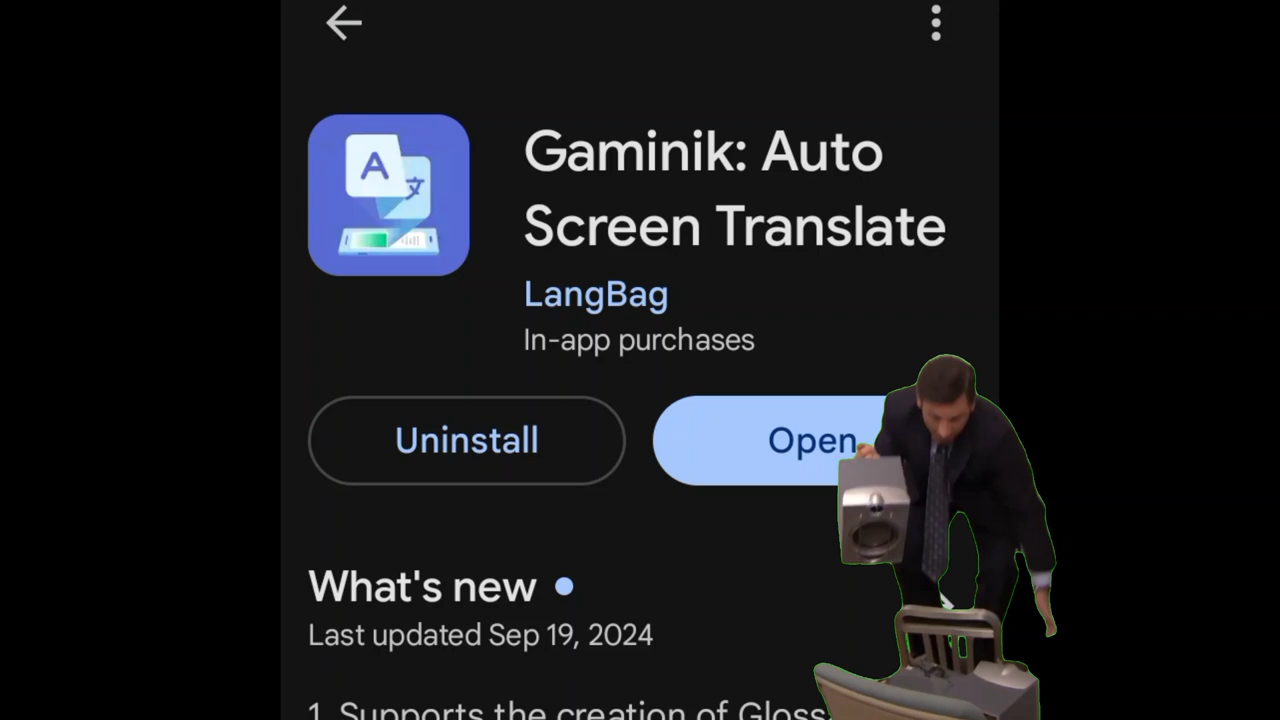 A
文
Gaminik: Auto
Screen Translate
LangBag
In-app purchases
Uninstall
Open
What's new
Last updated Sep 19, 2024
1. Supports the creation of Gloss